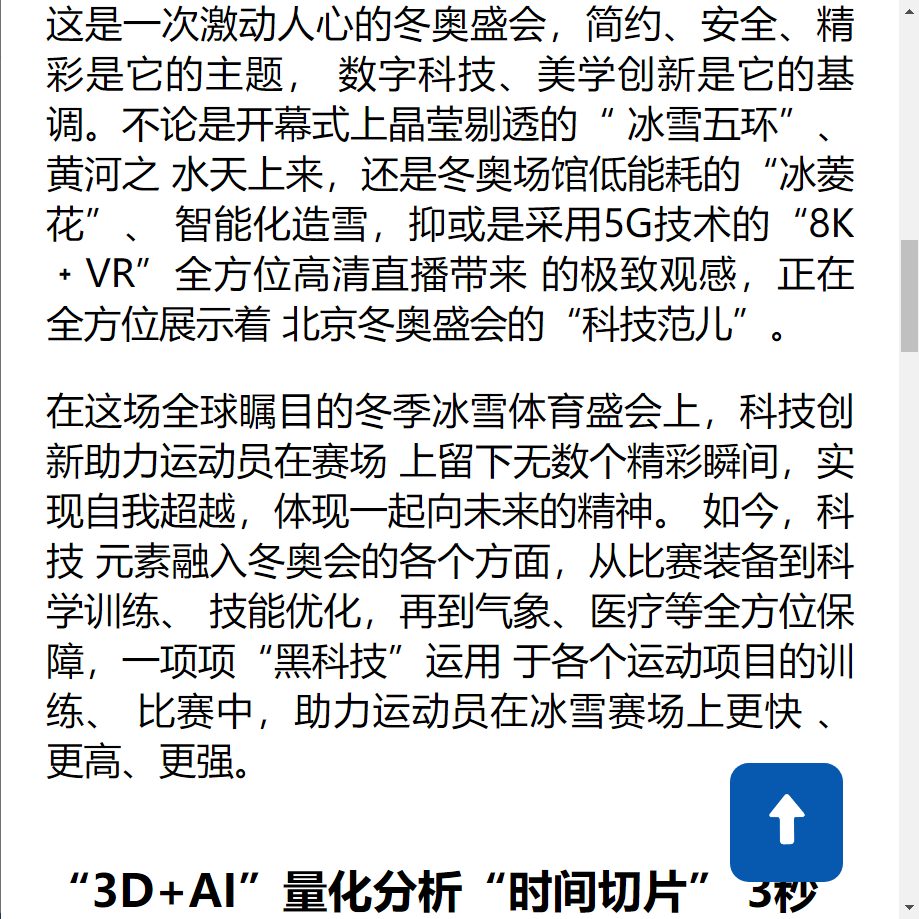 这是一次激动人心的冬奥盛会，简约、安全、精
彩是它的主题， 数字科技、美学创新是它的基
调。不论是开幕式上晶莹剔透的“ 冰雪五环”、
黄河之 水天上来，还是冬奥场馆低能耗的“冰菱
花”、 智能化造雪，抑或是采用5G技术的“8K
﹢VR”全方位高清直播带来 的极致观感，正在
全方位展示着 北京冬奥盛会的“科技范儿”。
在这场全球瞩目的冬季冰雪体育盛会上，科技创
新助力运动员在赛场 上留下无数个精彩瞬间，实
现自我超越，体现一起向未来的精神。 如今，科
技 元素融入冬奥会的各个方面，从比赛装备到科
学训练、 技能优化，再到气象、医疗等全方位保
障，一项项“黑科技”运用 于各个运动项目的训
练、 比赛中，助力运动员在冰雪赛场上更快 、
更高、更强。
“3D+AI”量化分析“时间切片” 3秒